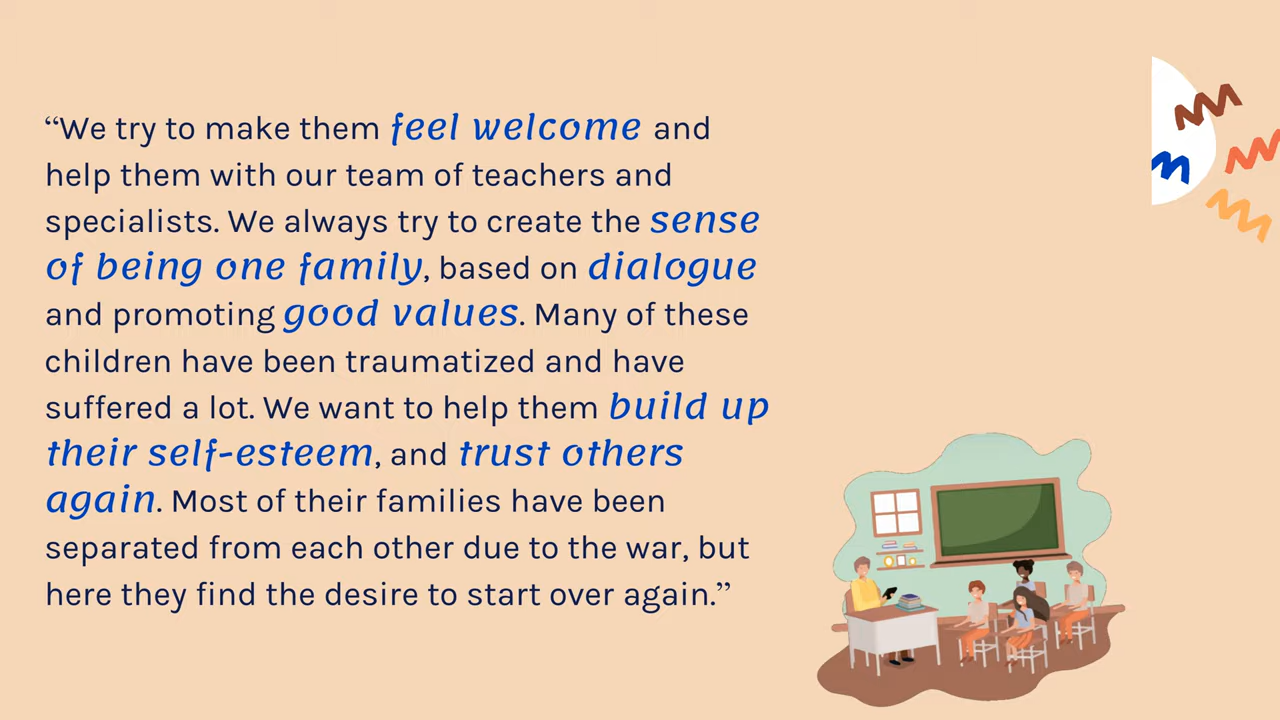 “We try to make them feel welcome and
help them with our team of teachers and
specialists. We always try to create the sense
of being one family, based on dialogue
and promoting good values. Many of these
children have been traumatized and have
suffered a lot. We want to help them build up
their self-esteem, and trust others
again. Most of their families have been
separated from each other due to the war, but
here they find the desire to start over again.”